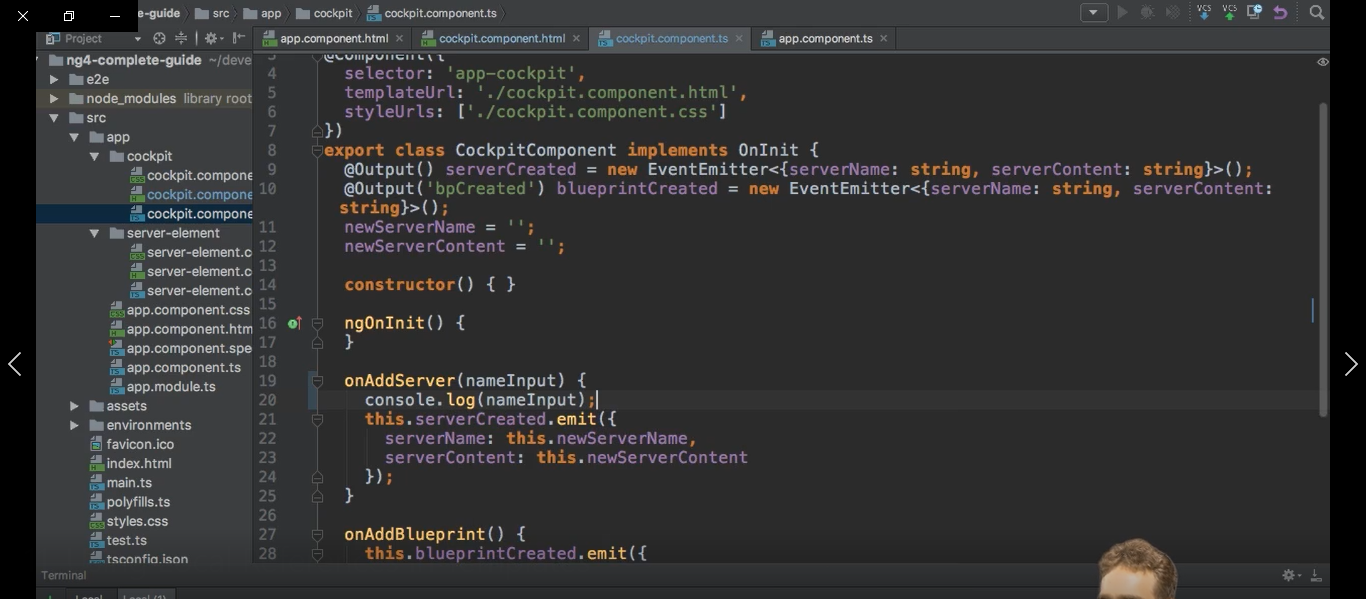 e-guide src app cockpit cockpit.component.ts
VCS VCS
Project
app.component.html × cockpit.component.html × cockpit.component.ts × app.component.ts ×
ng4-complete-guide ~/deve
e2e
node_modules library root
src
app
cockpit
cockpit.compone
cockpit.compone
cockpit.compone
server-element
server-element.c
server-element.c
server-element.c
app.component.css
app.component.htm
app.component.spe
app.component.ts
app.module.ts
assets
environments
favicon.ico
index.html
main.ts
polyfills.ts
styles.css
test.ts
tsconfig.json
3 @Component({
4 selector: 'app-cockpit',
5 templateUrl: './cockpit.component.html',
6 styleUrls: ['./cockpit.component.css']
7 })
8 export class CockpitComponent implements OnInit {
9 @Output() serverCreated = new EventEmitter<{serverName: string, serverContent: string}>();
10 @Output('bpCreated') blueprintCreated = new EventEmitter<{serverName: string, serverContent:
string}>();
11 newServerName = '';
12 newServerContent = '';
13
14 constructor() { }
15
16 ngOnInit() {
17 }
18
19 onAddServer(nameInput) {
20 console.log(nameInput);
21 this.serverCreated.emit({
22 serverName: this.newServerName,
23 serverContent: this.newServerContent
24 });
25 }
26
27 onAddBlueprint() {
28 this.blueprintCreated.emit({
Terminal
Local Local (1)